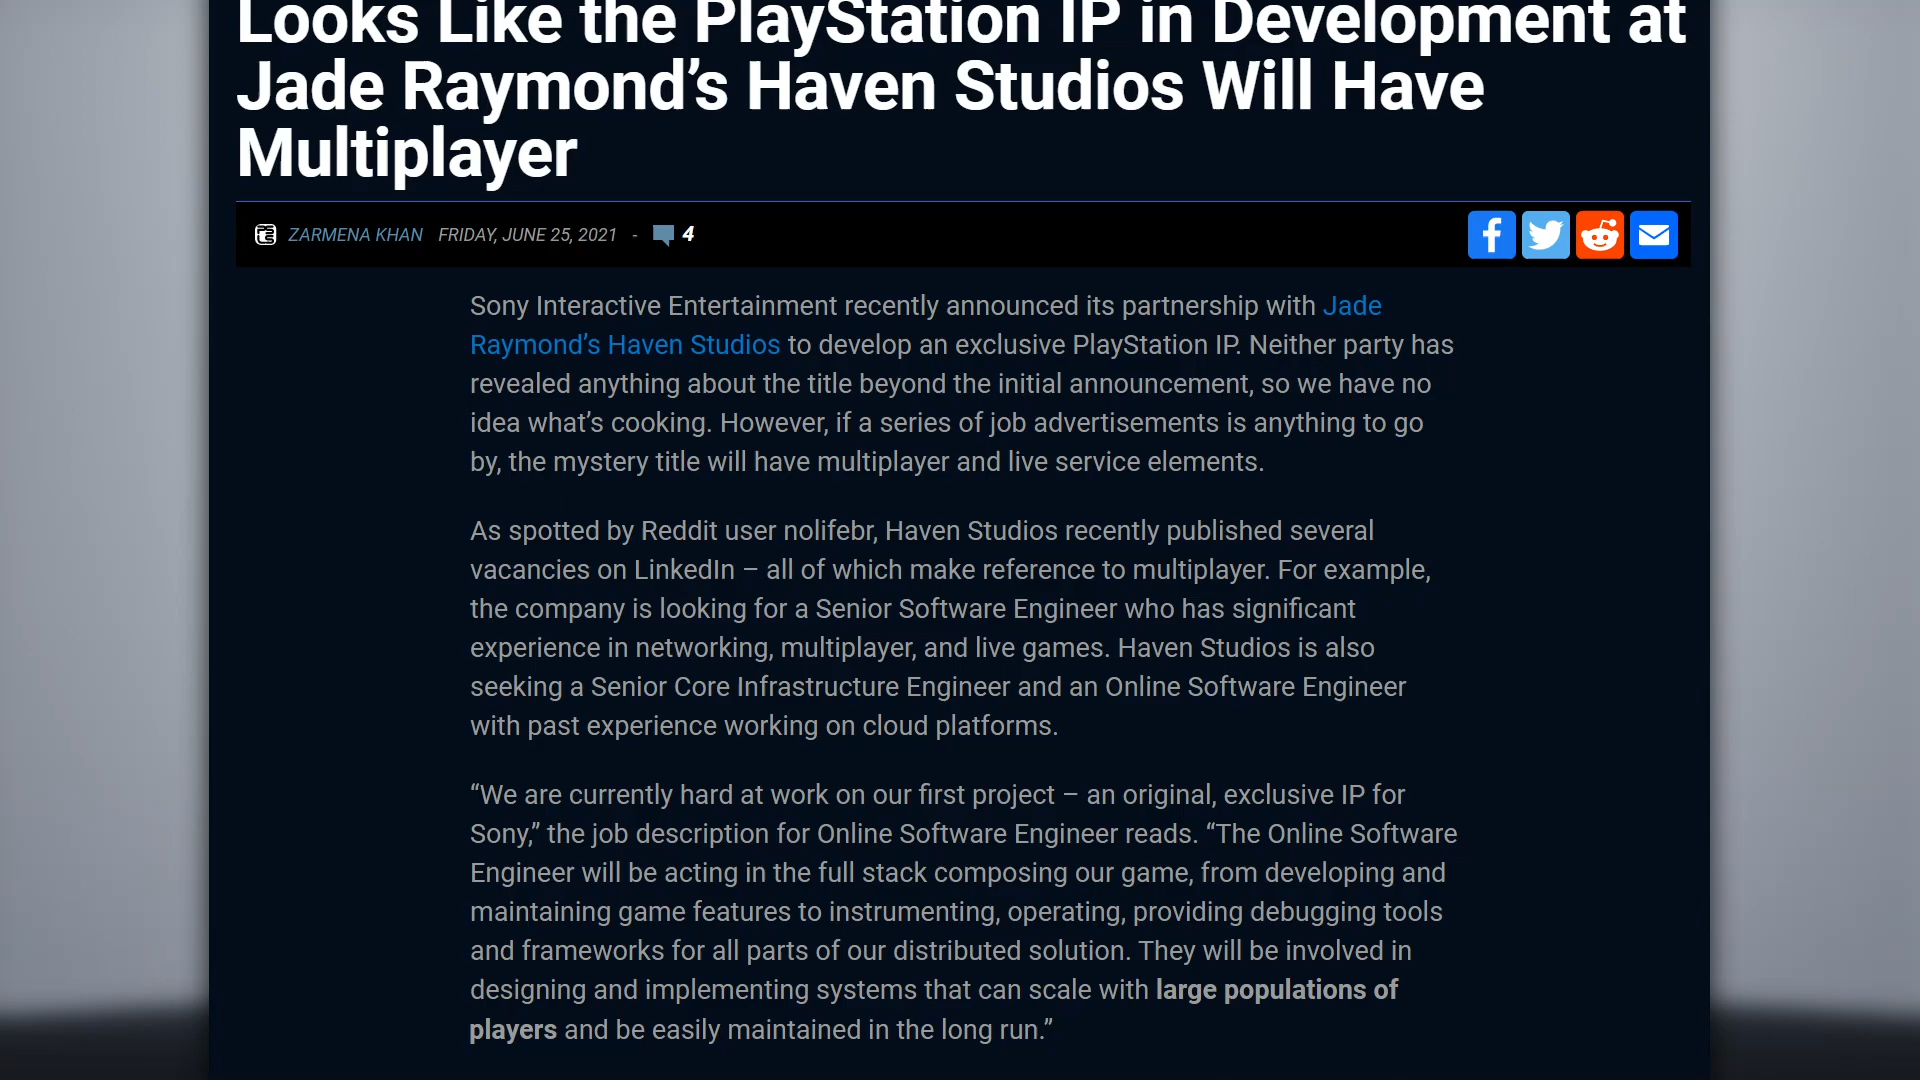 Looks Like the PlayStation IP in Development at
Jade Raymond’s Haven Studios Will Have
Multiplayer
ZARMENA KHAN FRIDAY, JUNE 25, 2021 - 4
Sony Interactive Entertainment recently announced its partnership with Jade
Raymond’s Haven Studios to develop an exclusive PlayStation IP. Neither party has
revealed anything about the title beyond the initial announcement, so we have no
idea what’s cooking. However, if a series of job advertisements is anything to go
by, the mystery title will have multiplayer and live service elements.
As spotted by Reddit user nolifebr, Haven Studios recently published several
vacancies on LinkedIn – all of which make reference to multiplayer. For example,
the company is looking for a Senior Software Engineer who has significant
experience in networking, multiplayer, and live games. Haven Studios is also
seeking a Senior Core Infrastructure Engineer and an Online Software Engineer
with past experience working on cloud platforms.
“We are currently hard at work on our first project – an original, exclusive IP for
Sony,” the job description for Online Software Engineer reads. “The Online Software
Engineer will be acting in the full stack composing our game, from developing and
maintaining game features to instrumenting, operating, providing debugging tools
and frameworks for all parts of our distributed solution. They will be involved in
designing and implementing systems that can scale with large populations of
players and be easily maintained in the long run.”